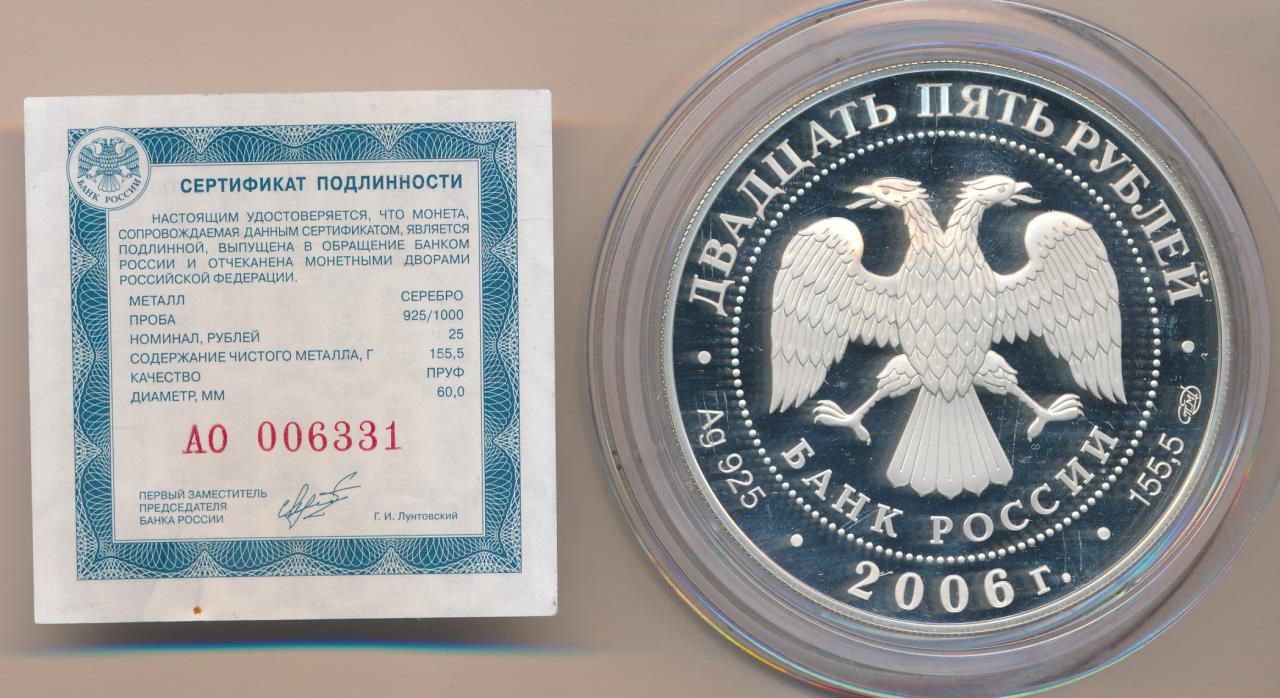 БАНК РОССИИ
СЕРТИФИКАТ ПОДЛИННОСТИ
НАСТОЯЩИМ УДОСТОВЕРЯЕТСЯ, ЧТО МОНЕТА,
СОПРОВОЖДАЕМАЯ ДАННЫМ СЕРТИФИКАТОМ, ЯВЛЯЕТСЯ
ПОДЛИННОЙ, ВЫПУЩЕНА В ОБРАЩЕНИЕ БАНКОМ
РОССИИ И ОТЧЕКАНЕНА МОНЕТНЫМИ ДВОРАМИ
РОССИЙСКОЙ ФЕДЕРАЦИИ.
МЕТАЛЛ СЕРЕБРО
ПРОБА 925/1000
НОМИНАЛ, РУБЛЕЙ 25
СОДЕРЖАНИЕ ЧИСТОГО МЕТАЛЛА, Г 155,5
КАЧЕСТВО ПРУФ
ДИАМЕТР, ММ 60,0
АО 006331
ПЕРВЫЙ ЗАМЕСТИТЕЛЬ
ПРЕДСЕДАТЕЛЯ
БАНКА РОССИИ
Г. И. Лунтовский
ДВАДЦАТЬ ПЯТЬ РУБЛЕЙ
БАНК РОССИИ
Ag 925
155,5
2006 г.